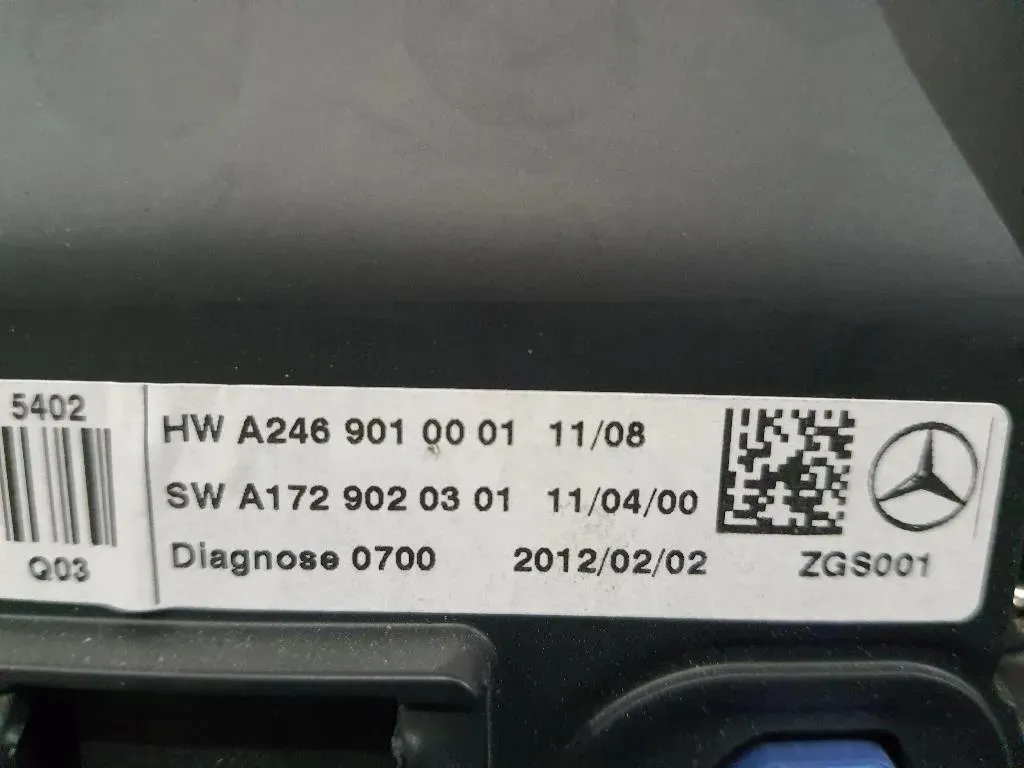 5402
HW A246 901 00 01 11/08
SW A172 902 03 01 11/04/00
Diagnose 0700 2012/02/02
Q03
ZGS001